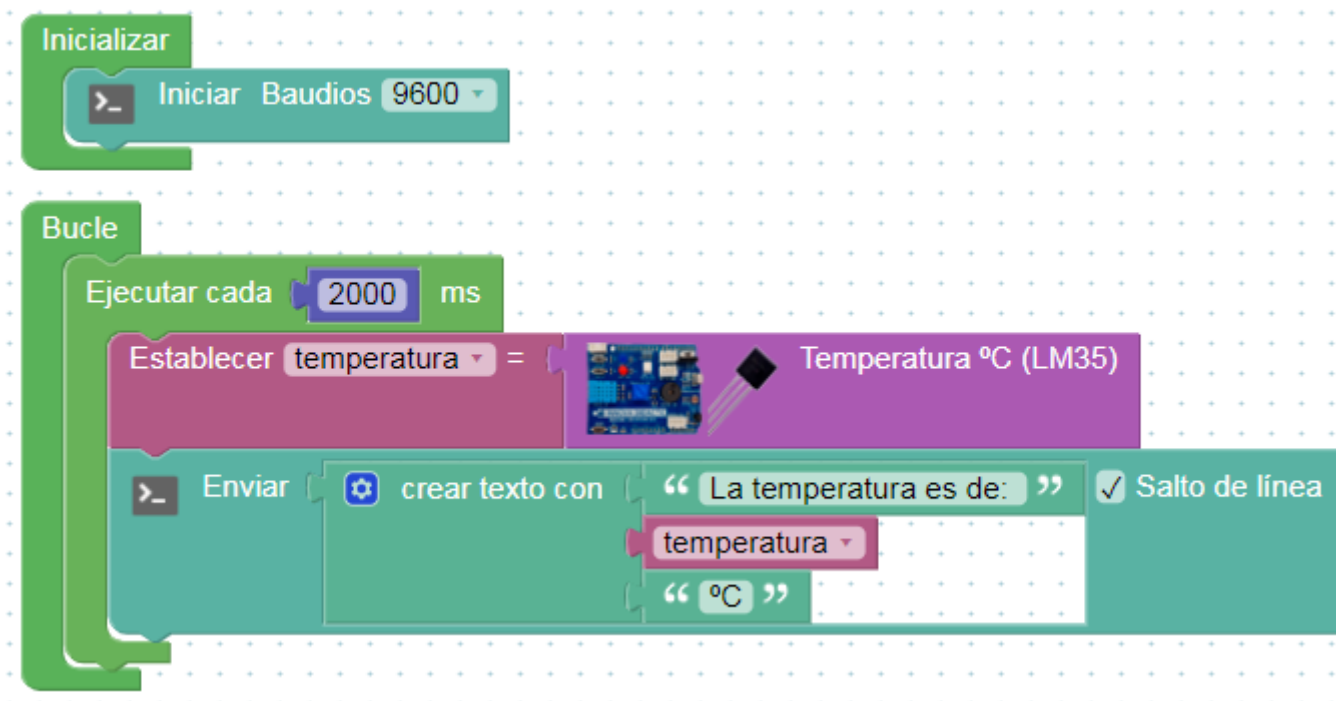 Inicializar
>_ Iniciar Baudios 9600
Bucle
Ejecutar cada 2000 ms
Establecer temperatura = Temperatura ºC (LM35)
>_ Enviar crear texto con “ La temperatura es de: ” Salto de línea
temperatura
“ ºC ”